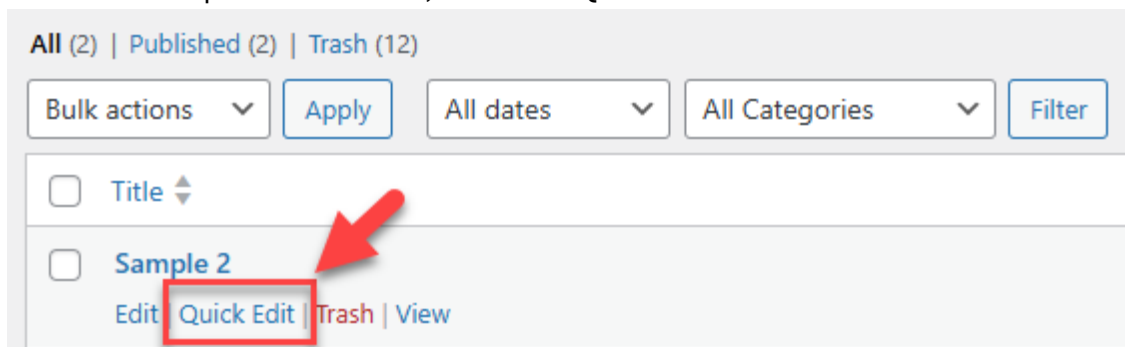 All (2) | Published (2) | Trash (12)
Bulk actions Apply All dates All Categories Filter
Title
Sample 2
Edit | Quick Edit | Trash | View